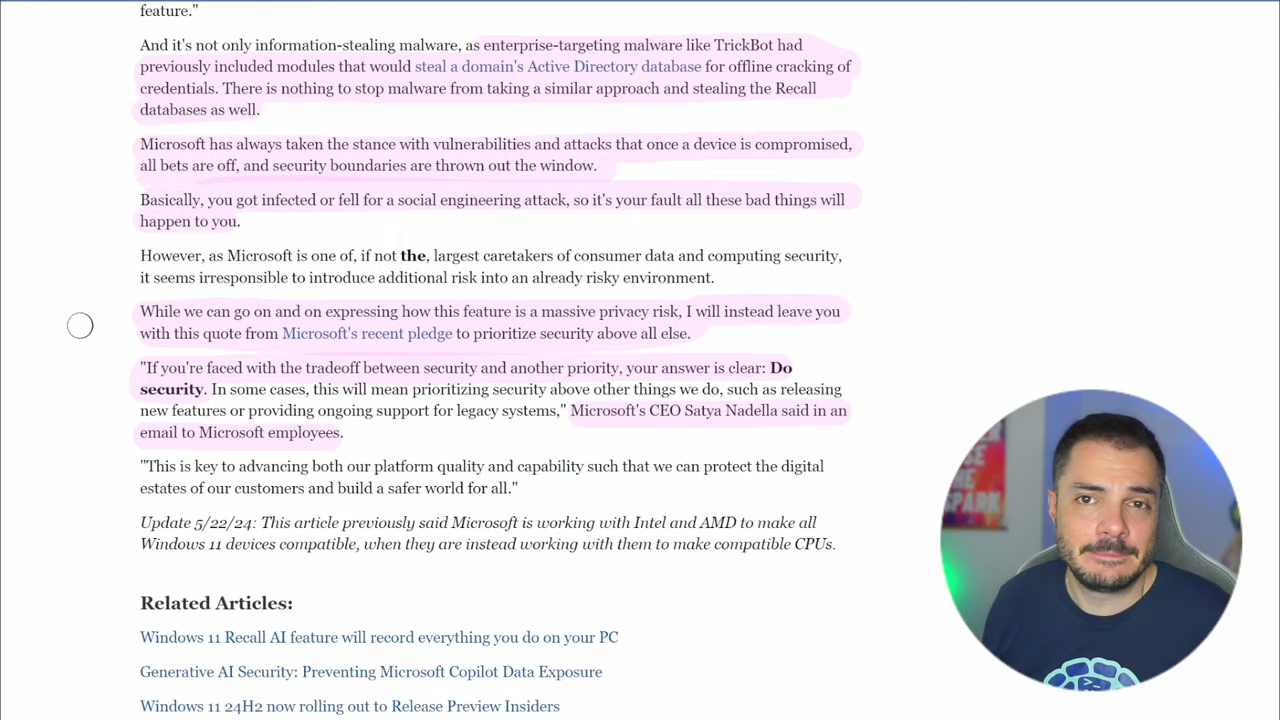 feature."
And it's not only information-stealing malware, as enterprise-targeting malware like TrickBot had
previously included modules that would steal a domain's Active Directory database for offline cracking of
credentials. There is nothing to stop malware from taking a similar approach and stealing the Recall
databases as well.
Microsoft has always taken the stance with vulnerabilities and attacks that once a device is compromised,
all bets are off, and security boundaries are thrown out the window.
Basically, you got infected or fell for a social engineering attack, so it's your fault all these bad things will
happen to you.
However, as Microsoft is one of, if not the, largest caretakers of consumer data and computing security,
it seems irresponsible to introduce additional risk into an already risky environment.
While we can go on and on expressing how this feature is a massive privacy risk, I will instead leave you
with this quote from Microsoft's recent pledge to prioritize security above all else.
"If you're faced with the tradeoff between security and another priority, your answer is clear: Do
security. In some cases, this will mean prioritizing security above other things we do, such as releasing
new features or providing ongoing support for legacy systems," Microsoft's CEO Satya Nadella said in an
email to Microsoft employees.
"This is key to advancing both our platform quality and capability such that we can protect the digital
estates of our customers and build a safer world for all."
Update 5/22/24: This article previously said Microsoft is working with Intel and AMD to make all
Windows 11 devices compatible, when they are instead working with them to make compatible CPUs.
Related Articles:
Windows 11 Recall AI feature will record everything you do on your PC
Generative AI Security: Preventing Microsoft Copilot Data Exposure
Windows 11 24H2 now rolling out to Release Preview Insiders
SPARK